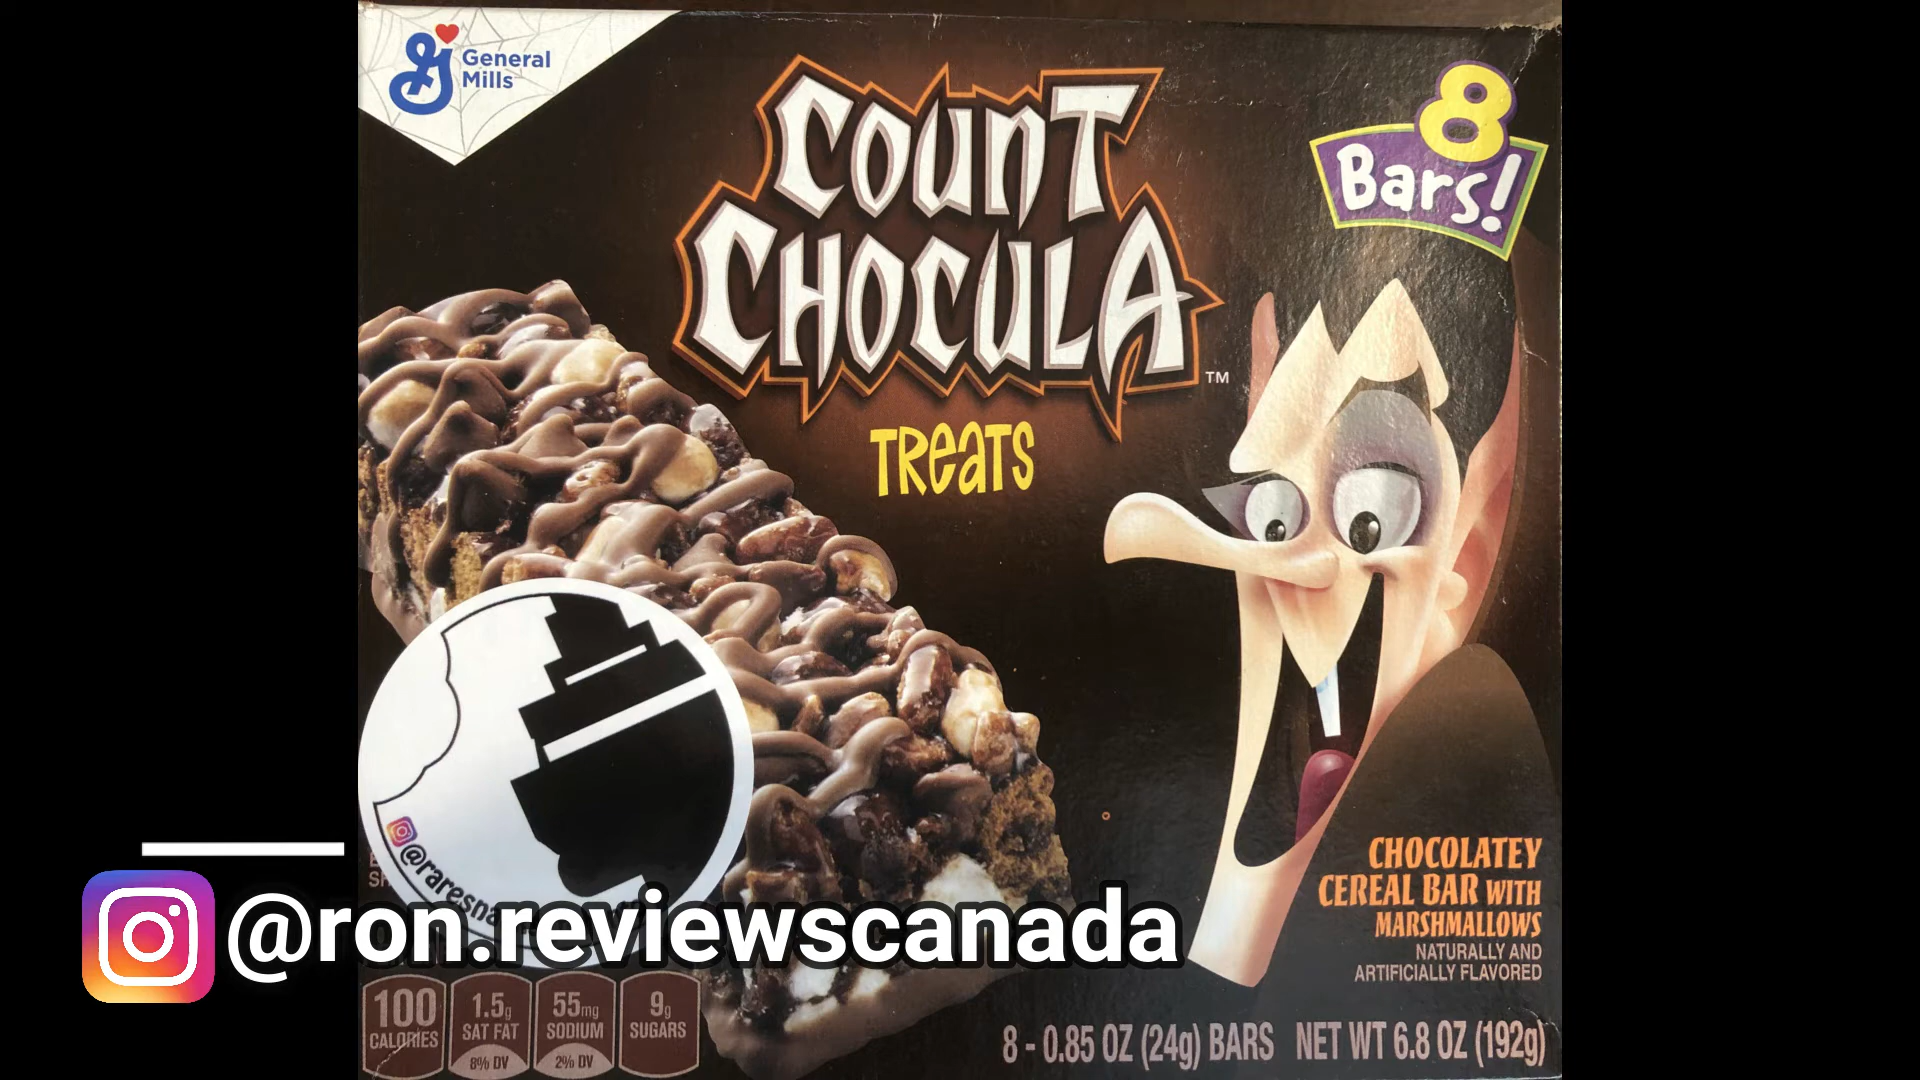 General
Mills
8
Bars!
COUNT
CHOCULA
TM
TREATS
CHOCOLATEY
CEREAL BAR WITH
MARSHMALLOWS
NATURALLY AND
ARTIFICIALLY FLAVORED
@ron.reviewscanada
100
CALORIES
1.5g
SAT FAT
8% DV
55mg
SODIUM
2% DV
9g
SUGARS
8 - 0.85 OZ (24g) BARS NET WT 6.8 OZ (192g)